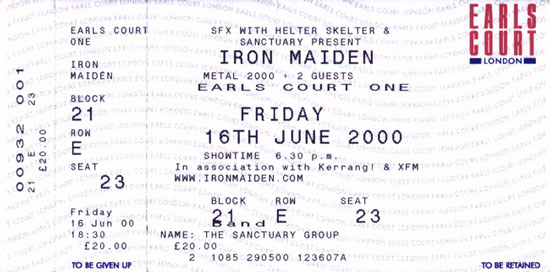 00932 001
21 E 23
£20.00
EARLS COURT
ONE
IRON
MAIDEN
BLOCK
21
ROW
E
SEAT
23
Friday
16 Jun 00
18:30
£20.00
TO BE GIVEN UP
SFX WITH HELTER SKELTER &
SANCTUARY PRESENT
IRON MAIDEN
METAL 2000 + 2 GUESTS
EARLS COURT ONE
FRIDAY
16TH JUNE 2000
SHOWTIME 6.30 p.m.
In association with Kerrang! & XFM
WWW.IRONMAIDEN.COM
BLOCK ROW SEAT
21 E 23
Band
NAME: THE SANCTUARY GROUP
£20.00 £20.00
2 1085 290500 123607A
EARLS
COURT
LONDON
TO BE RETAINED